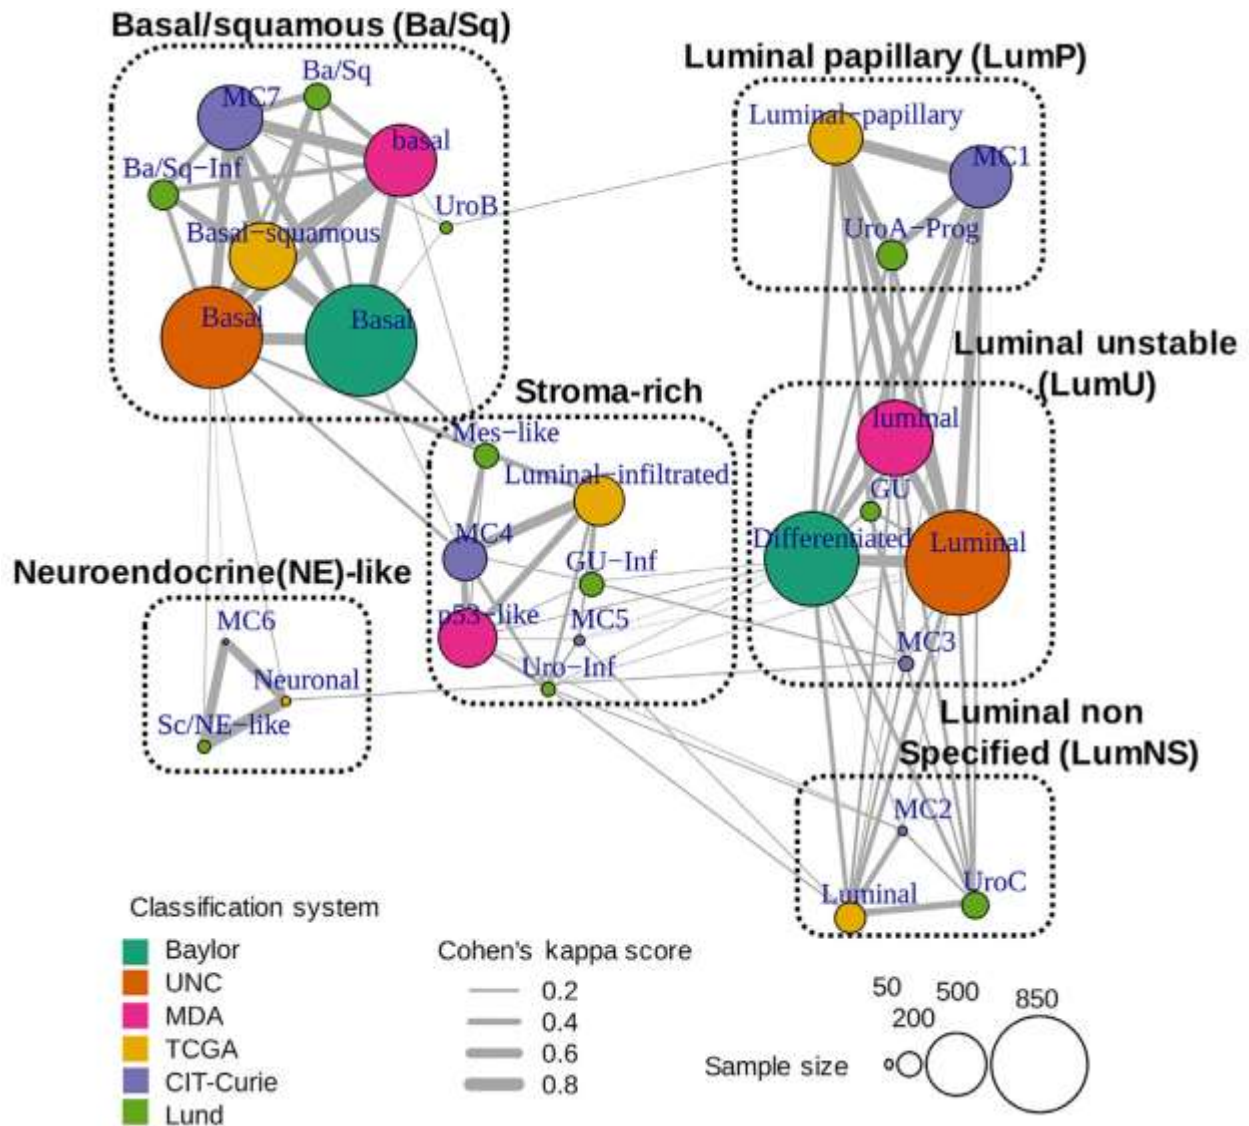 Basal/squamous (Ba/Sq)
Luminal papillary (LumP)
Ba/Sq
MC7
basal
Ba/Sq−Inf
UroB
Basal−squamous
Basal
Basal
Luminal−papillary
MC1
UroA−Prog
Luminal unstable
(LumU)
Stroma-rich
luminal
Mes−like
Luminal−infiltrated
GU
MC4
Differentiated
Luminal
GU−Inf
Neuroendocrine(NE)-like
p53−like
MC5
MC3
Uro−Inf
MC6
Neuronal
Sc/NE−like
Luminal non
Specified (LumNS)
MC2
Luminal
UroC
Classification system
Baylor
UNC
MDA
TCGA
CIT-Curie
Lund
Cohen's kappa score
0.2
0.4
0.6
0.8
50
200
500
850
Sample size